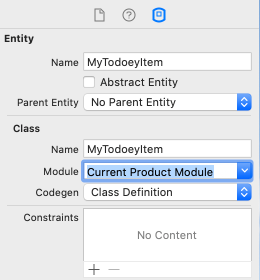 Entity
Name MyTodoeyItem
Abstract Entity
Parent Entity No Parent Entity
Class
Name MyTodoeyItem
Module Current Product Module
Codegen Class Definition
Constraints
No Content
+ −